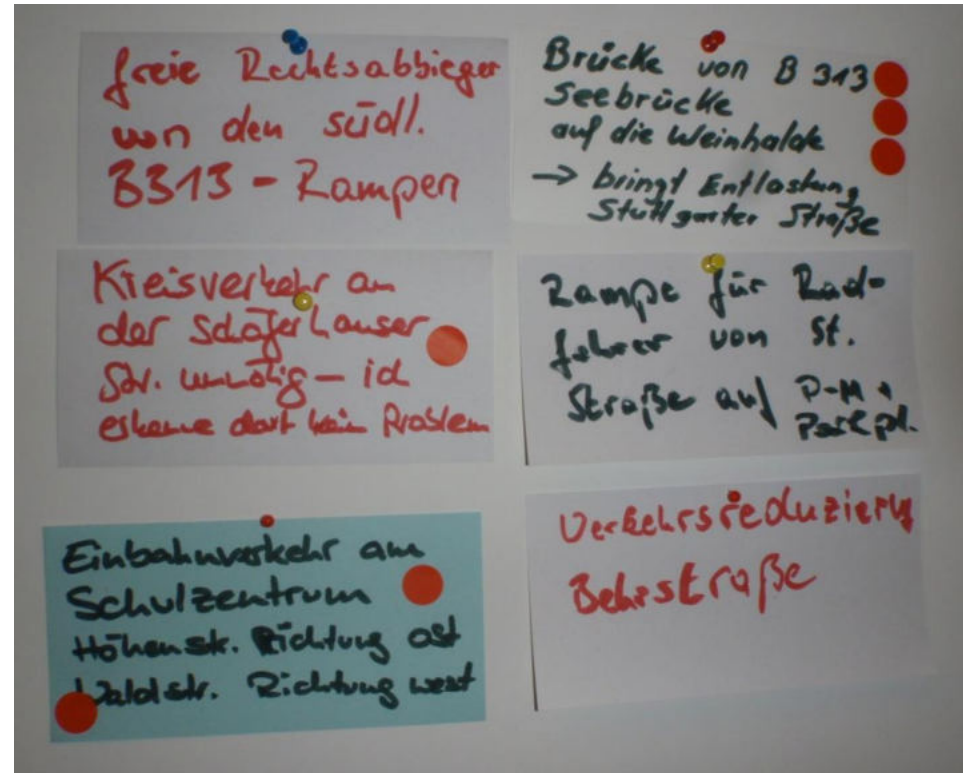 freie Rechtsabbieger
von den südl.
B313 - Rampen
Brücke von B 313
Seebrücke
auf die Weinhalde
→ bringt Entlastung
Stuttgarter Straße
Kreisverkehr an
der Schäferhauser
Str. unnötig – ich
erkenne dort kein Problem
Rampe für Rad-
fahrer von St.
Straße auf P-M +
Parkpl.
Einbahnverkehr am
Schulzentrum
Höhenstr. Richtung ost
Waldstr. Richtung west
Verkehrsreduzierung
Behrstraße